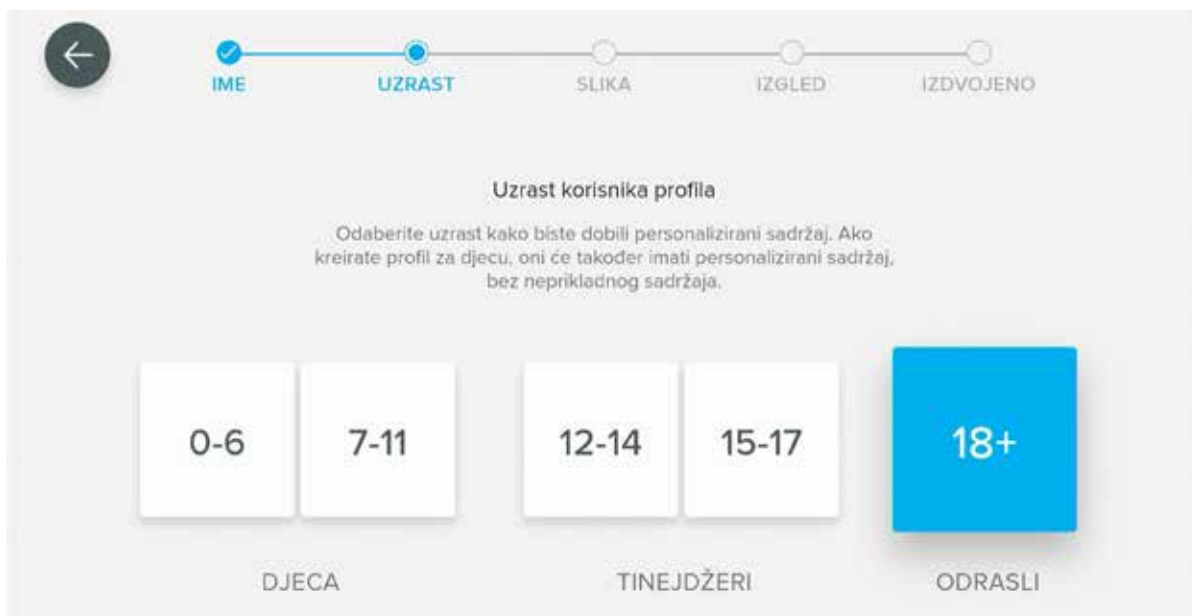 IME UZRAST SLIKA IZGLED IZDVOJENO
Uzrast korisnika profila
Odaberite uzrast kako biste dobili personalizirani sadržaj. Ako
kreirate profil za djecu, oni će također imati personalizirani sadržaj,
bez neprikladnog sadržaja.
0-6 7-11 12-14 15-17 18+
DJECA TINEJDŽERI ODRASLI